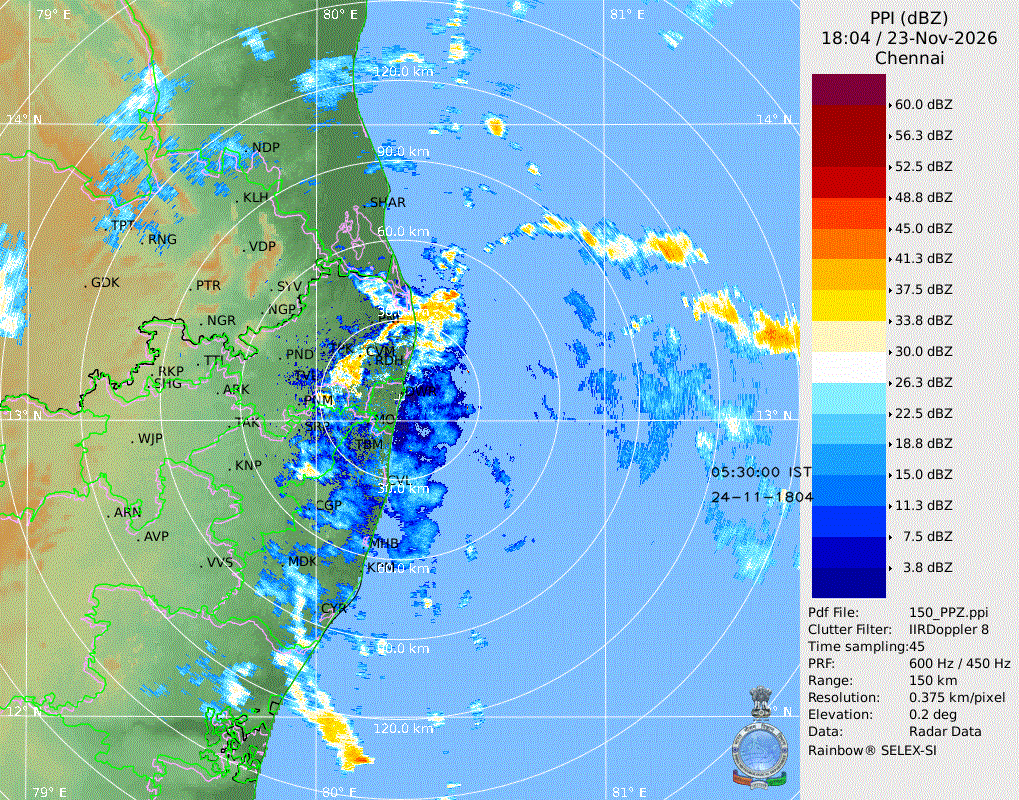 79° E
80° E
81° E
120.0 km
14° N
14° N
NDP
90.0 km
KLH
SHAR
TPT
RNG
60.0 km
VDP
GDK
PTR
SYV
NGP
NGR
CVM
PND
RDH
TTI
RKP
SHG
ARK
PNM
13° N
TAK
13° N
WJP
TBM
KNP
05:30:00 IST
30.0 km
24-11-1804
CGP
ARN
AVP
MHB
VVS
MDK
60.0 km
CYR
90.0 km
12° N
120.0 km
79° E
80° E
81° E
PPI (dBZ)
18:04 / 23-Nov-2026
Chennai
60.0 dBZ
56.3 dBZ
52.5 dBZ
48.8 dBZ
45.0 dBZ
41.3 dBZ
37.5 dBZ
33.8 dBZ
30.0 dBZ
26.3 dBZ
22.5 dBZ
18.8 dBZ
15.0 dBZ
11.3 dBZ
7.5 dBZ
3.8 dBZ
Pdf File: 150_PPZ.ppi
Clutter Filter: IIRDoppler 8
Time sampling:45
PRF: 600 Hz / 450 Hz
Range: 150 km
Resolution: 0.375 km/pixel
Elevation: 0.2 deg
Data: Radar Data
Rainbow® SELEX-SI